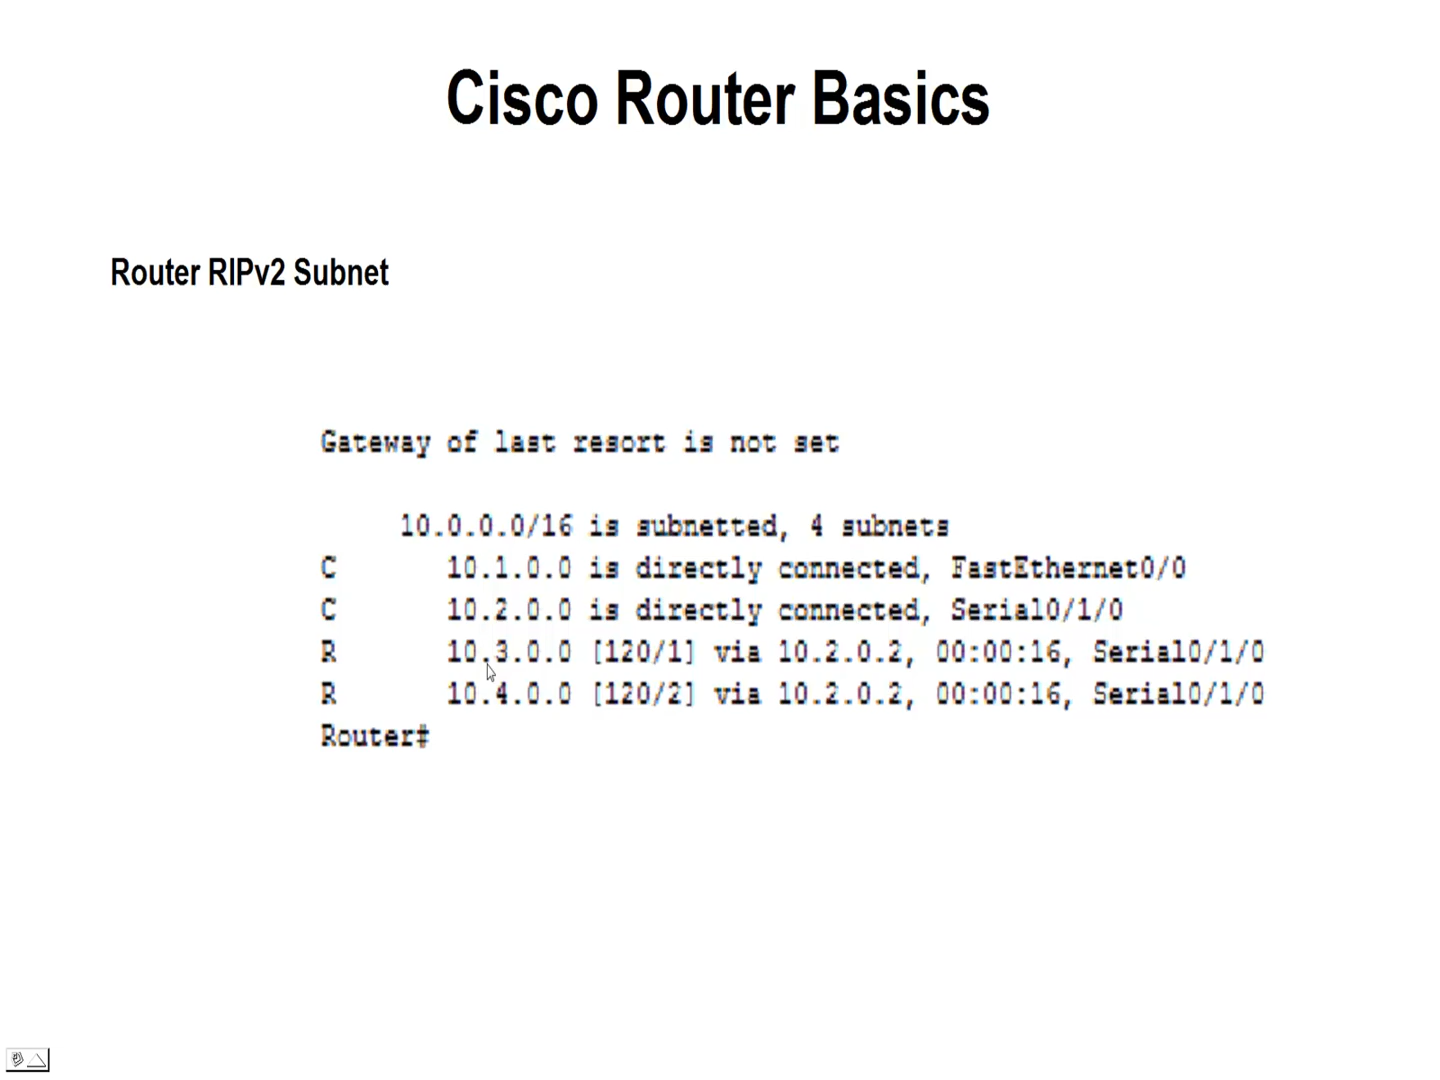 Cisco Router Basics
Router RIPv2 Subnet
Gateway of last resort is not set
10.0.0.0/16 is subnetted, 4 subnets
C 10.1.0.0 is directly connected, FastEthernet0/0
C 10.2.0.0 is directly connected, Serial0/1/0
R 10.3.0.0 [120/1] via 10.2.0.2, 00:00:16, Serial0/1/0
R 10.4.0.0 [120/2] via 10.2.0.2, 00:00:16, Serial0/1/0
Router#